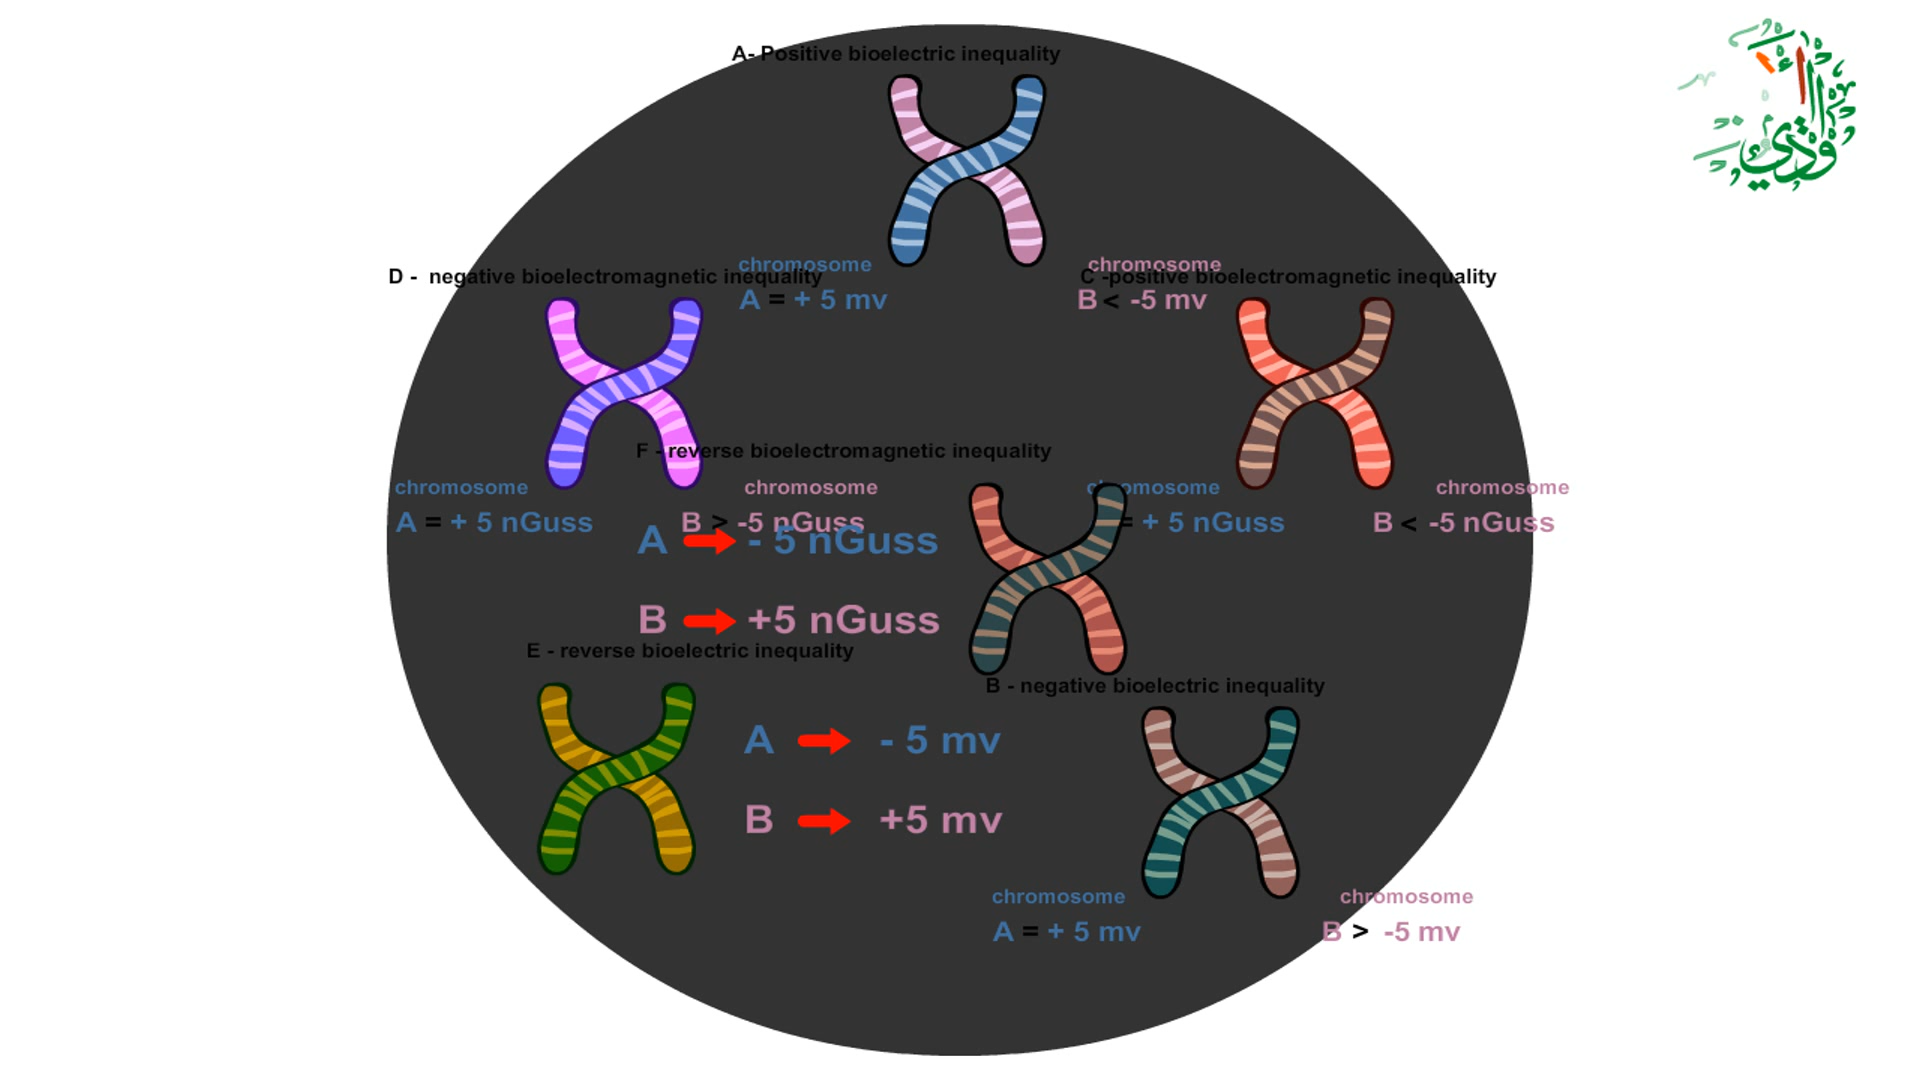 A- Positive bioelectric inequality
chromosome
A = + 5 mv
chromosome
B < -5 mv
D - negative bioelectromagnetic inequality
chromosome
A = + 5 nGuss
chromosome
B > -5 nGuss
C -positive bioelectromagnetic inequality
chromosome
= + 5 nGuss
chromosome
B < -5 nGuss
F - reverse bioelectromagnetic inequality
A - 5 nGuss
B +5 nGuss
E - reverse bioelectric inequality
A - 5 mv
B +5 mv
B - negative bioelectric inequality
chromosome
A = + 5 mv
chromosome
B > -5 mv